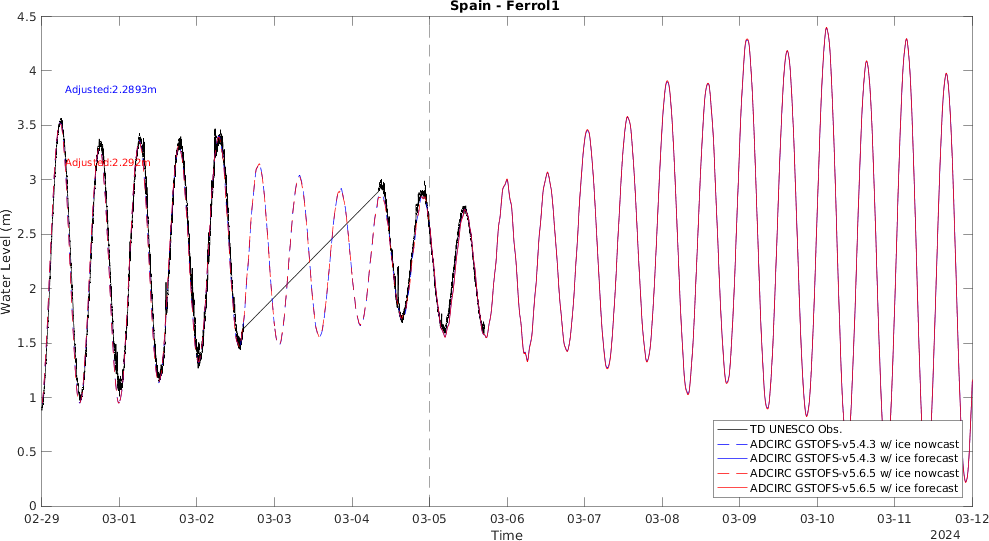 Spain - Ferrol1
4.5
4
3.5
3
2.5
2
1.5
1
0.5
0
Water Level (m)
Adjusted:2.2893m
Adjusted:2.292m
TD UNESCO Obs.
ADCIRC GSTOFS-v5.4.3 w/ ice nowcast
ADCIRC GSTOFS-v5.4.3 w/ ice forecast
ADCIRC GSTOFS-v5.6.5 w/ ice nowcast
ADCIRC GSTOFS-v5.6.5 w/ ice forecast
02-29 03-01 03-02 03-03 03-04 03-05 03-06 03-07 03-08 03-09 03-10 03-11 03-12
Time
2024